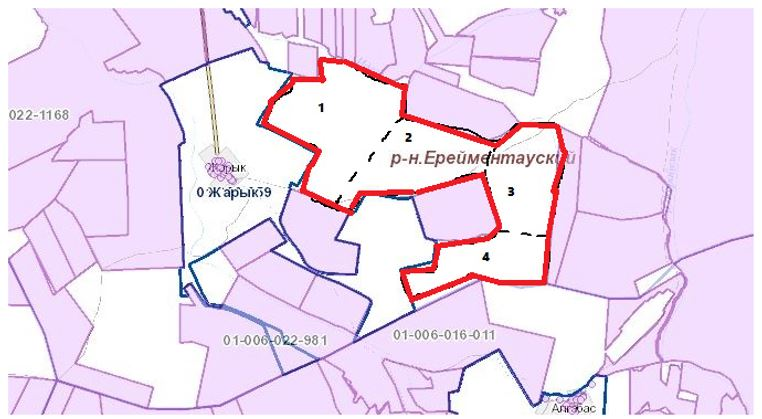 1
022-1168
2
р-н.Ерейментауский
Жарык
0 Жарык59
3
4
01-006-022-981
01-006-016-011
Алгабас